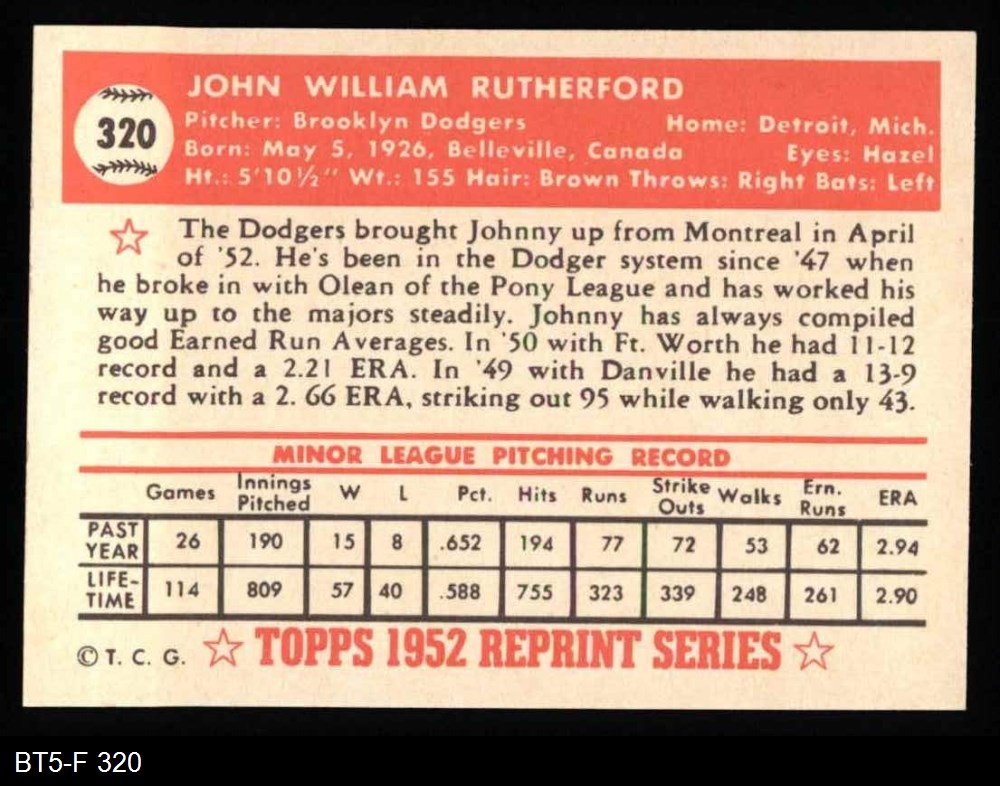 JOHN WILLIAM RUTHERFORD
320
Pitcher: Brooklyn Dodgers Home: Detroit, Mich.
Born: May 5, 1926, Belleville, Canada Eyes: Hazel
Ht.: 5'10½" Wt.: 155 Hair: Brown Throws: Right Bats: Left
The Dodgers brought Johnny up from Montreal in April
of '52. He's been in the Dodger system since '47 when
he broke in with Olean of the Pony League and has worked his
way up to the majors steadily. Johnny has always compiled
good Earned Run Averages. In '50 with Ft. Worth he had 11-12
record and a 2.21 ERA. In '49 with Danville he had a 13-9
record with a 2. 66 ERA, striking out 95 while walking only 43.
MINOR LEAGUE PITCHING RECORD
Games Innings Pitched W L Pct. Hits Runs Strike Outs Walks Ern. Runs ERA
PAST YEAR 26 190 15 8 .652 194 77 72 53 62 2.94
LIFE-TIME 114 809 57 40 .588 755 323 339 248 261 2.90
© T. C. G. TOPPS 1952 REPRINT SERIES
BT5-F 320